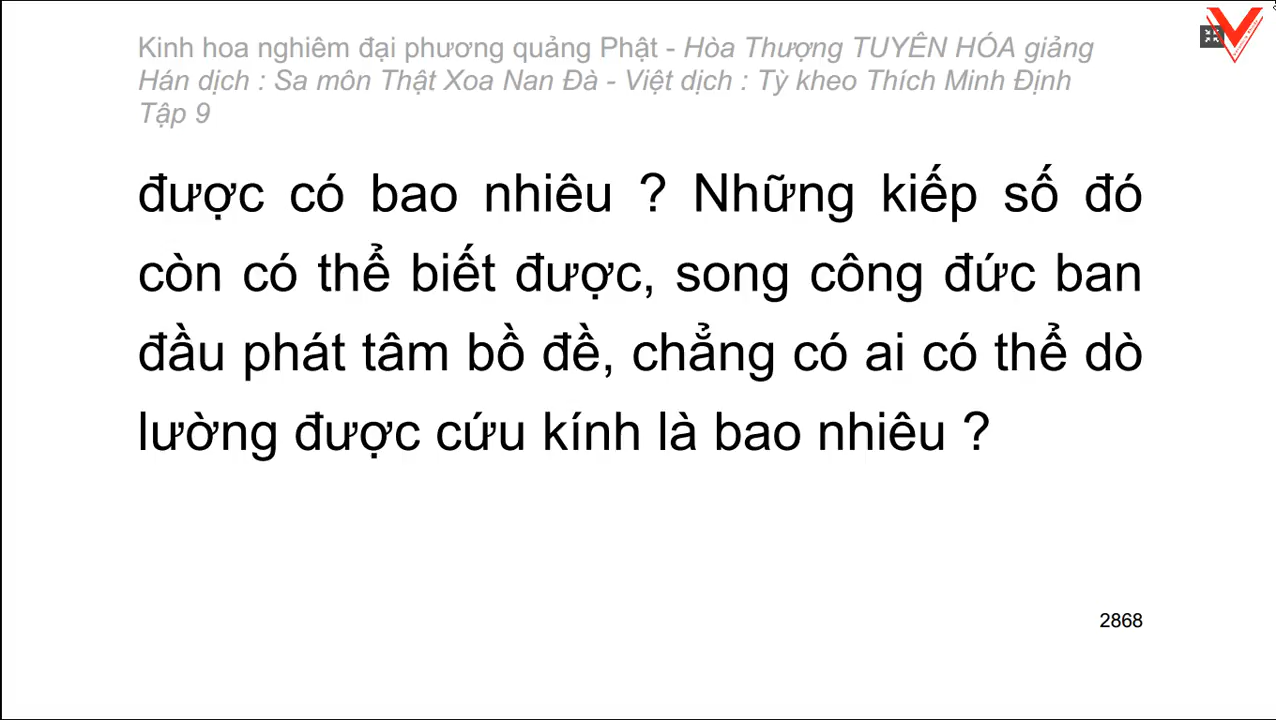 Kinh hoa nghiêm đại phương quảng Phật - Hòa Thượng TUYÊN HÓA giảng
Hán dịch : Sa môn Thật Xoa Nan Đà - Việt dịch : Tỳ kheo Thích Minh Định
Tập 9
được có bao nhiêu ? Những kiếp số đó
còn có thể biết được, song công đức ban
đầu phát tâm bồ đề, chẳng có ai có thể dò
lường được cứu kính là bao nhiêu ?
2868